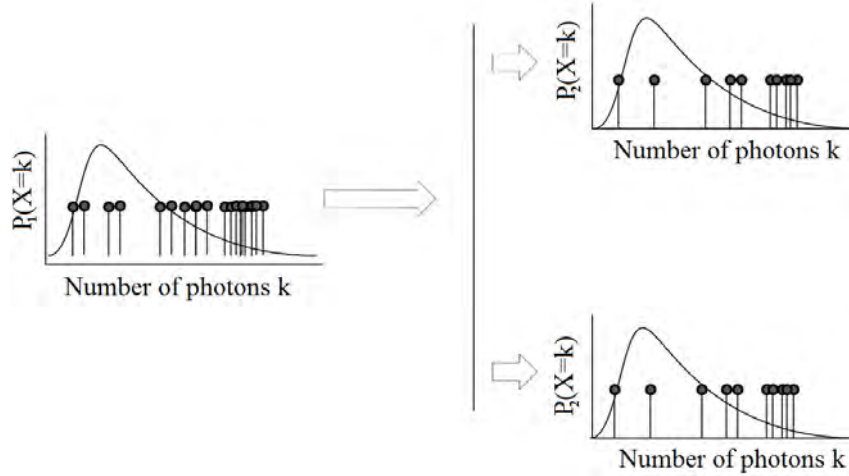 P₁(X=k)
Number of photons k
P₂(X=k)
Number of photons k
P₂(X=k)
Number of photons k